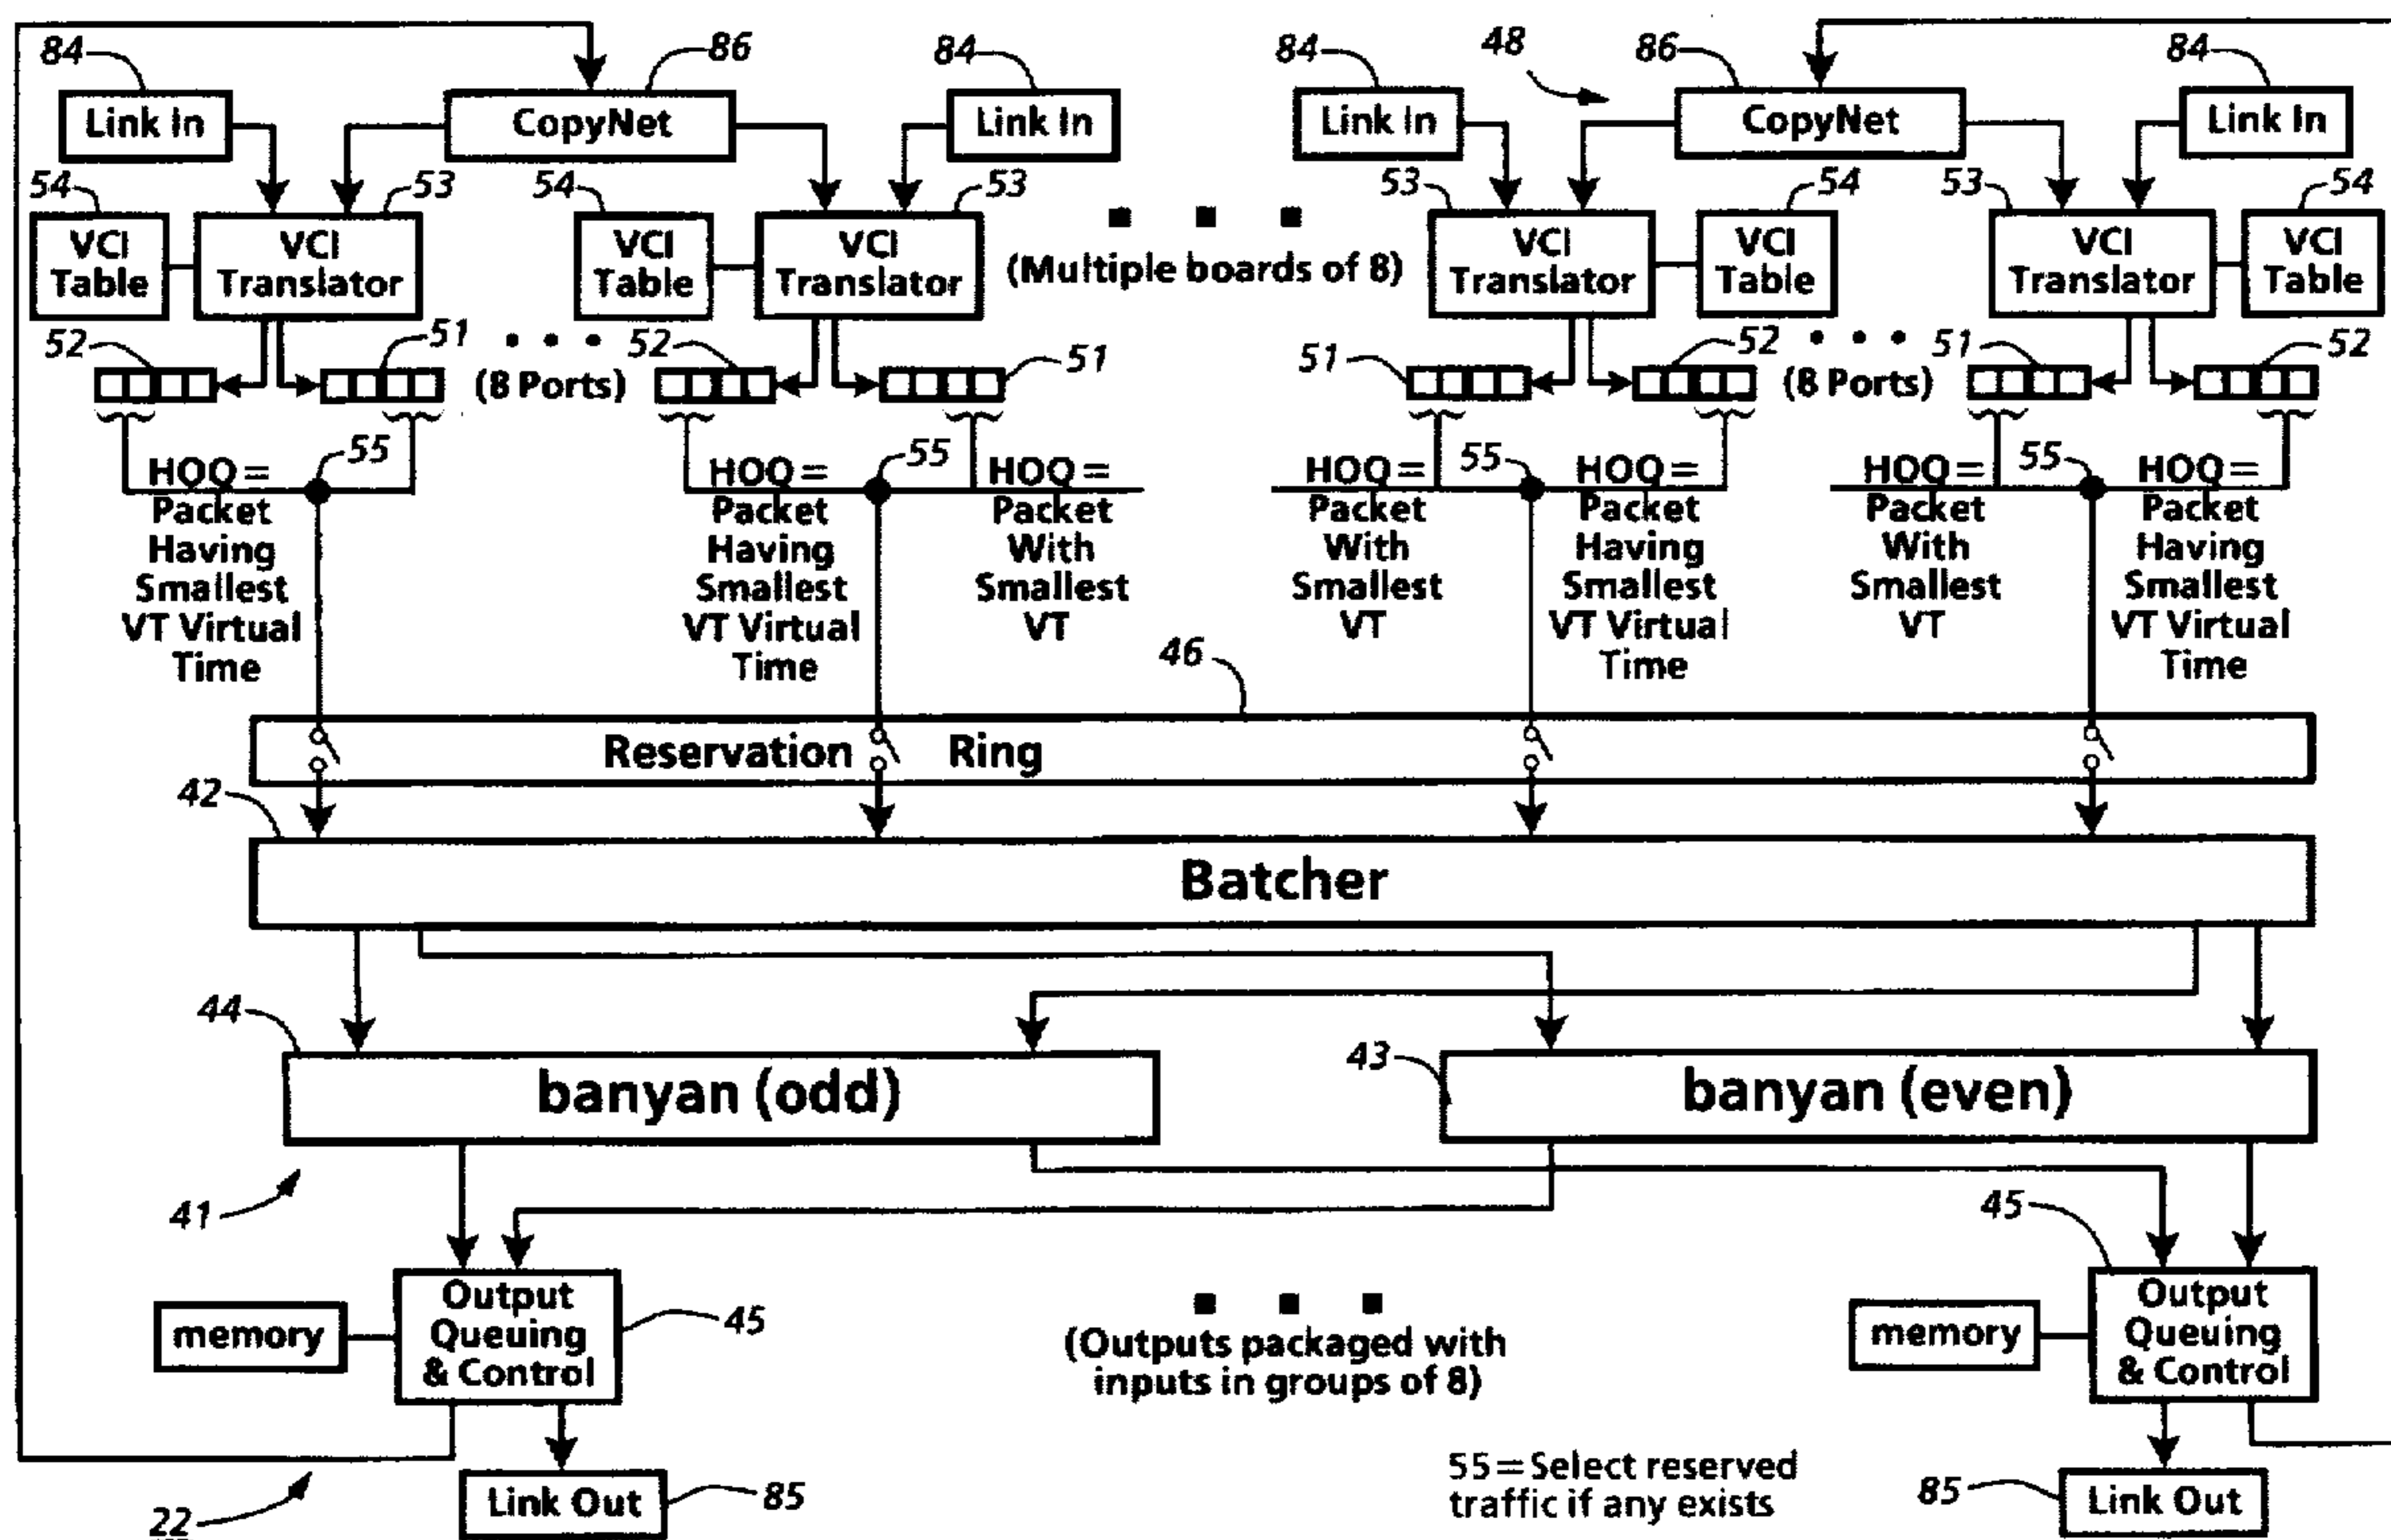 84
86
84
84
48
86
84
Link In
CopyNet
Link In
Link In
CopyNet
Link In
54
53
54
53
53
54
53
54
VCI
Table
VCI
Translator
VCI
Table
VCI
Translator
(Multiple boards of 8)
VCI
Translator
VCI
Table
VCI
Translator
VCI
Table
52
51
(8 Ports)
52
51
51
52
(8 Ports)
51
52
HOQ =
Packet
Having
Smallest
VT Virtual
Time
55
HOQ =
Packet
Having
Smallest
VT Virtual
Time
55
HOQ =
Packet
With
Smallest
VT
HOQ =
Packet
With
Smallest
VT
55
HOQ =
Packet
Having
Smallest
VT Virtual
Time
HOQ =
Packet
With
Smallest
VT
55
HOQ =
Packet
Having
Smallest
VT Virtual
Time
46
Reservation Ring
42
Batcher
44
banyan (odd)
43
banyan (even)
41
45
memory
Output
Queuing
& Control
45
(Outputs packaged with
inputs in groups of 8)
memory
Output
Queuing
& Control
22
Link Out
85
55 = Select reserved
traffic if any exists
85
Link Out